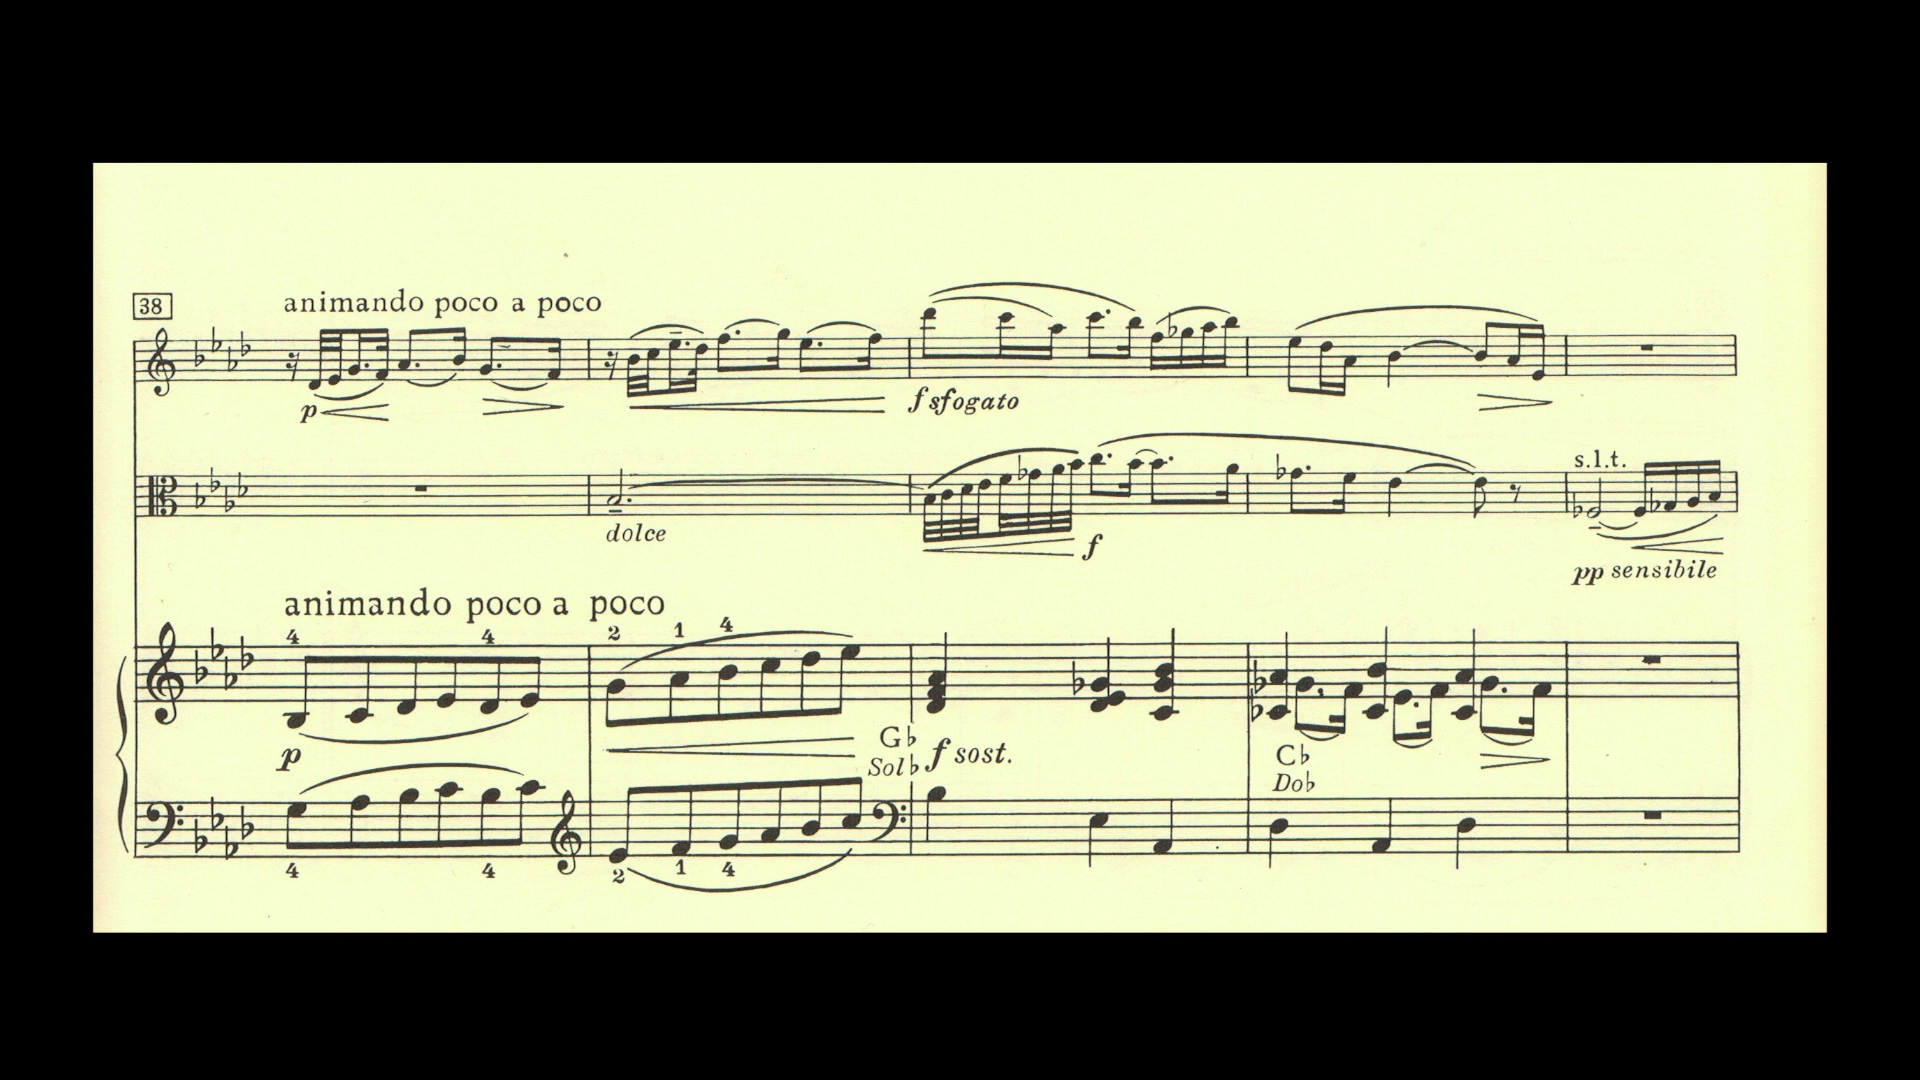 38
animando poco a poco
p
f sfogato
s.l.t.
dolce
f
pp sensibile
animando poco a poco
4 4 2 1 4
p
G♭
Sol♭
f sost.
C♭
Do♭
4 4 2 1 4